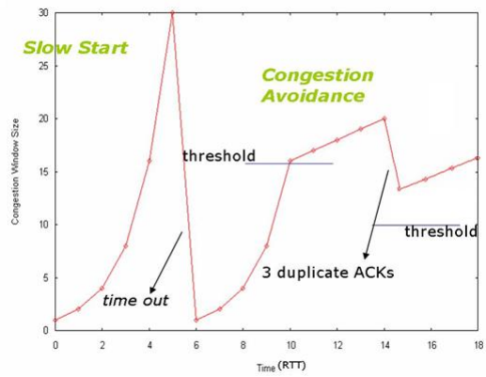 Slow Start
Congestion
Avoidance
threshold
threshold
3 duplicate ACKs
time out
Congestion Window Size
30
25
20
15
10
5
0
0 2 4 6 8 10 12 14 16 18
Time (RTT)